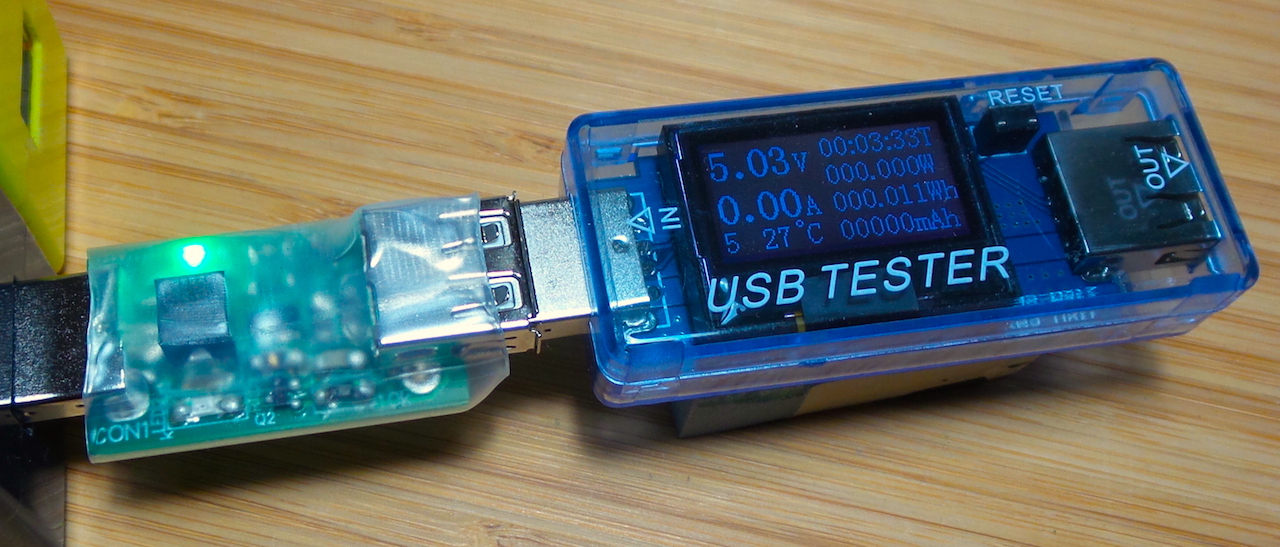 RESET
5.03V 00:03:33T
000.000W
0.00A 000.011Wh
5 27°C 00000mAh
IN
OUT
OUT
USB TESTER
CON1
Q2